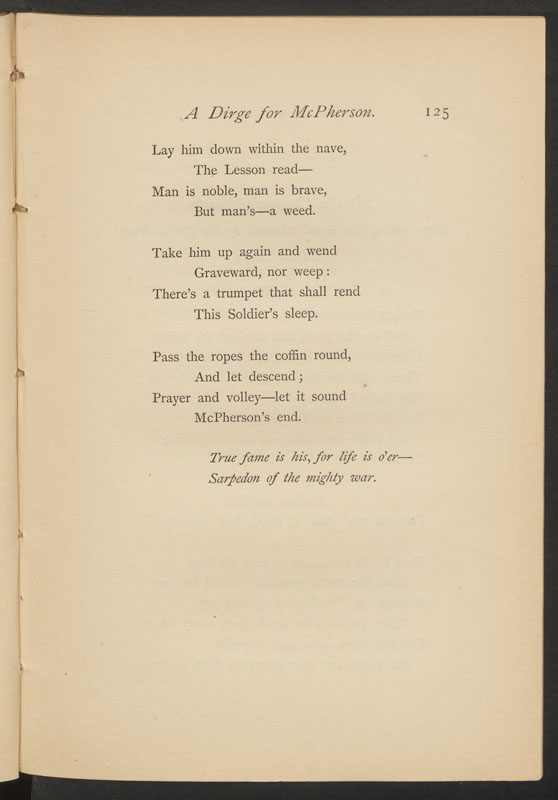 A Dirge for McPherson. 125
Lay him down within the nave,
The Lesson read—
Man is noble, man is brave,
But man's—a weed.
Take him up again and wend
Graveward, nor weep:
There's a trumpet that shall rend
This Soldier's sleep.
Pass the ropes the coffin round,
And let descend;
Prayer and volley—let it sound
McPherson's end.
True fame is his, for life is o'er—
Sarpedon of the mighty war.